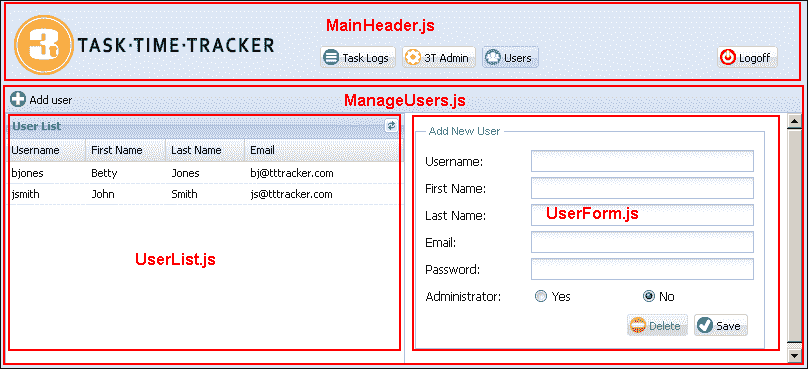 MainHeader.js
3
TASK·TIME·TRACKER
Task Logs 3T Admin Users Logoff
Add user ManageUsers.js
User List
Username First Name Last Name Email
bjones Betty Jones bj@tttracker.com
jsmith John Smith js@tttracker.com
UserList.js
Add New User
Username:
First Name:
Last Name:
UserForm.js
Email:
Password:
Administrator: Yes No
Delete Save